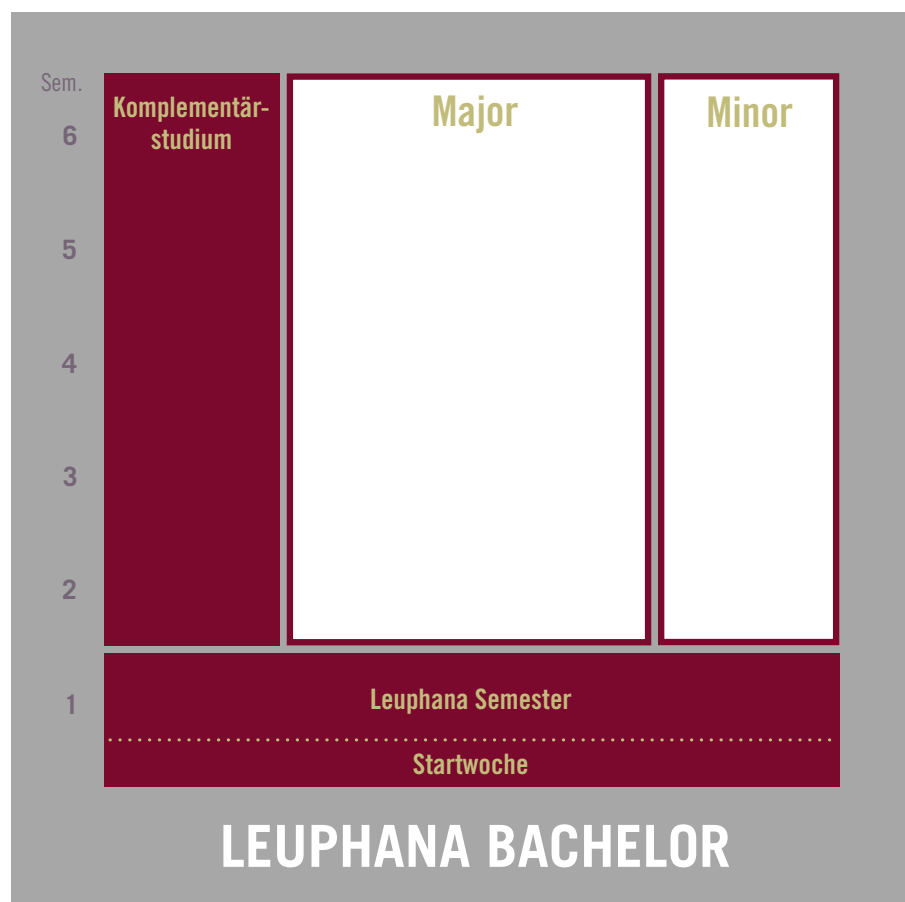 Sem.
Komplementär-
studium
Major
Minor
6
5
4
3
2
1
Leuphana Semester
Startwoche
LEUPHANA BACHELOR